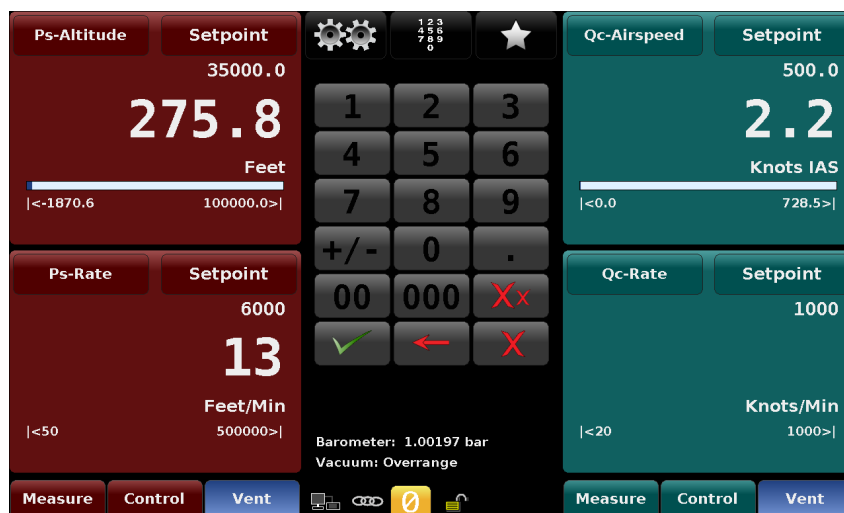 Ps-Altitude Setpoint
35000.0
275.8
Feet
|<-1870.6 100000.0>|
Ps-Rate Setpoint
6000
13
Feet/Min
|<50 500000>|
Measure Control Vent
1 2 3
4 5 6
7 8 9
0
1 2 3
4 5 6
7 8 9
+/- 0 .
00 000 Xx
X
Barometer: 1.00197 bar
Vacuum: Overrange
0
Qc-Airspeed Setpoint
500.0
2.2
Knots IAS
|<0.0 728.5>|
Qc-Rate Setpoint
1000
Knots/Min
|<20 1000>|
Measure Control Vent